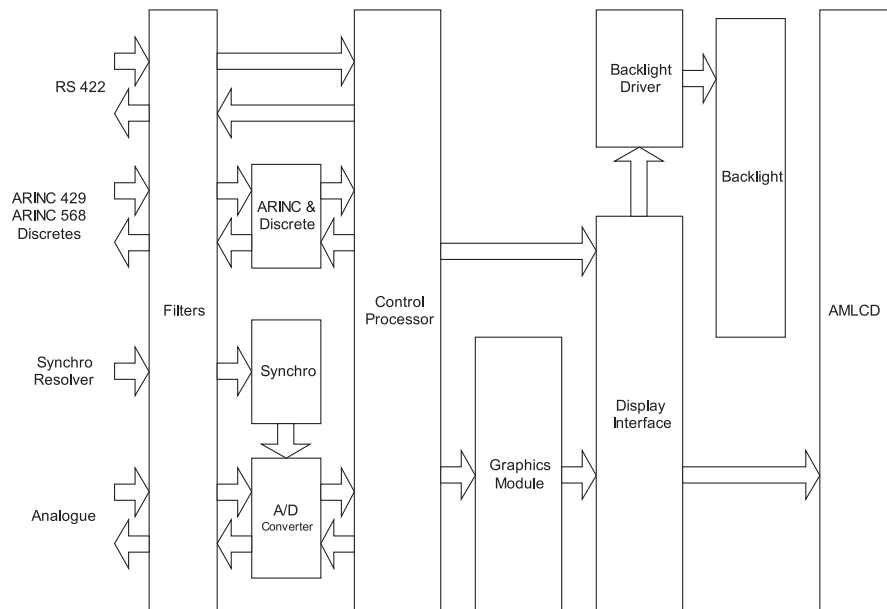 RS 422
ARINC 429
ARINC 568
Discretes
Synchro
Resolver
Analogue
Filters
ARINC &
Discrete
Synchro
A/D
Converter
Control
Processor
Graphics
Module
Backlight
Driver
Display
Interface
Backlight
AMLCD